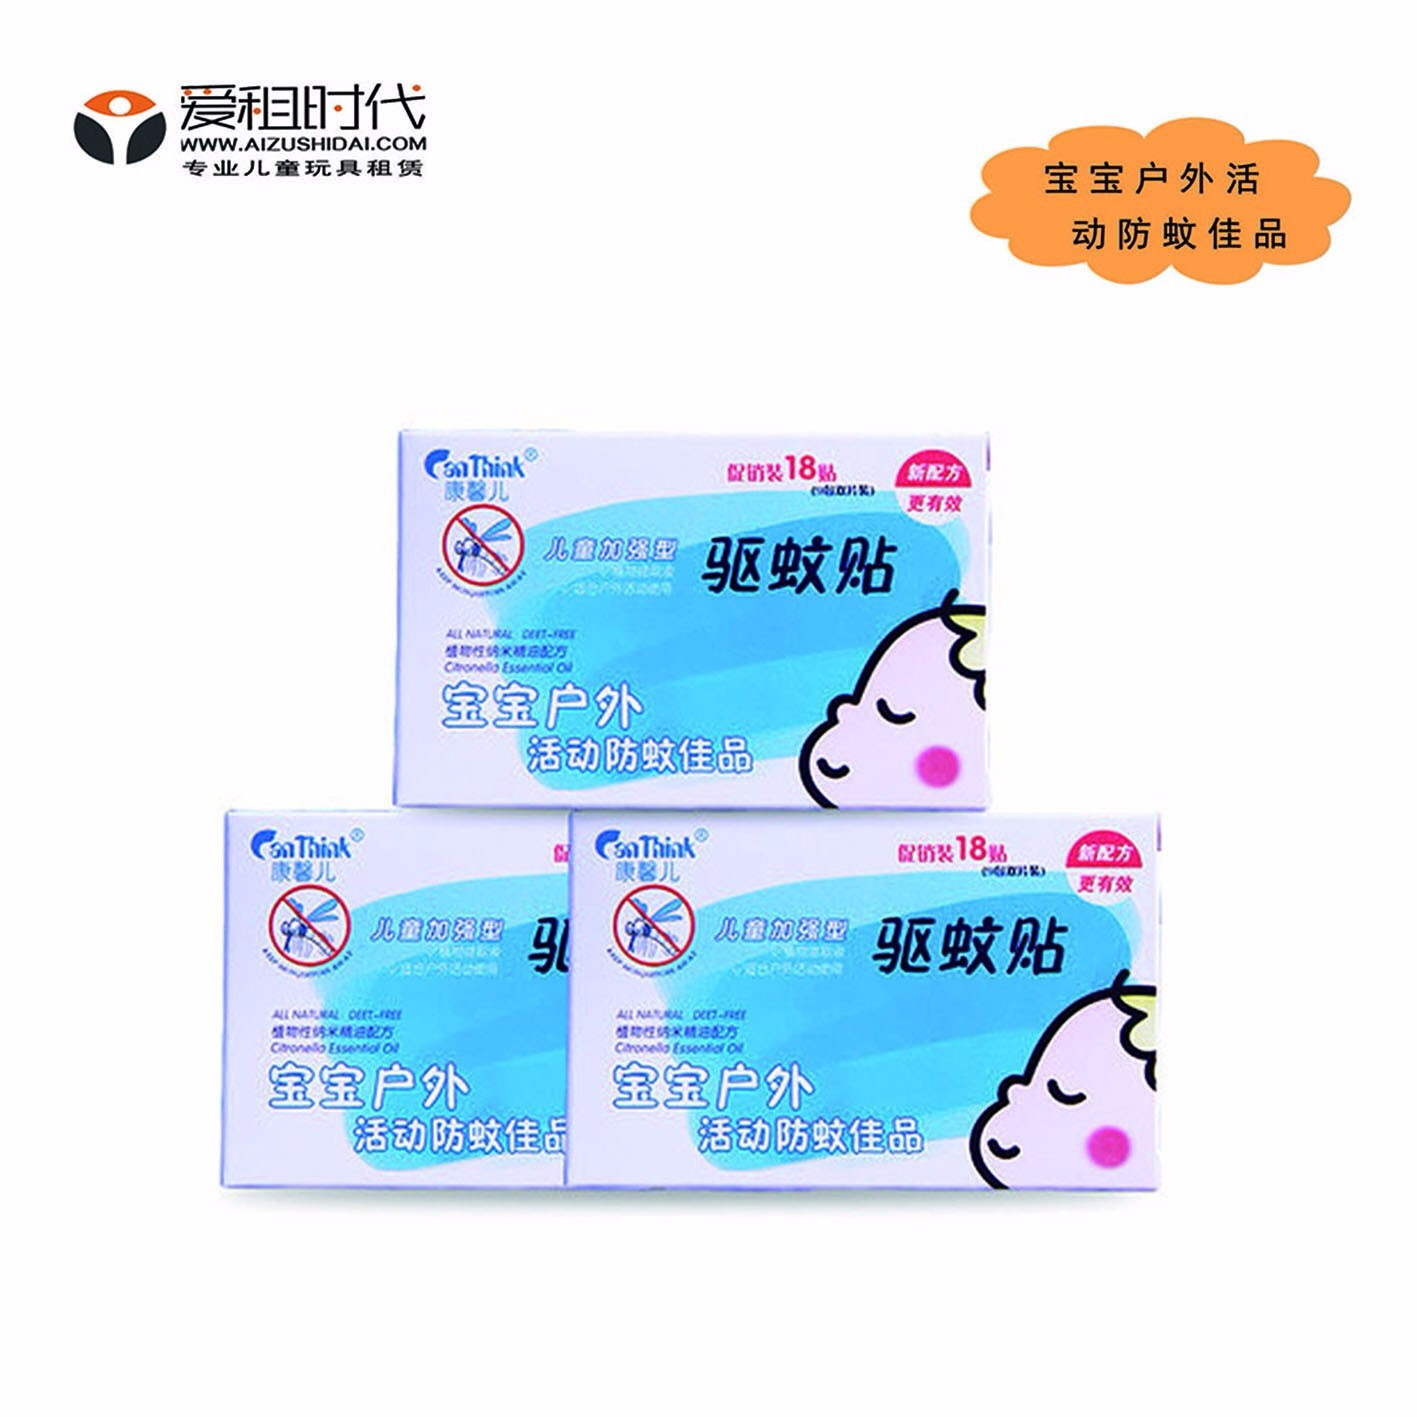 爱租时代
WWW.AIZUSHIDAI.COM
专业儿童玩具租赁
宝宝户外活
动防蚊佳品
CanThink®
康馨儿
促销装18贴
新配方
更有效
儿童加强型
驱蚊贴
ALL NATURAL DEET-FREE
植物性纳米精油配方
Citronella Essential Oil
宝宝户外
活动防蚊佳品
CanThink®
康馨儿
儿童加强型
ALL NATURAL DEET-FREE
植物性纳米精油配方
Citronella Essential Oil
宝宝户外
活动防蚊佳品
CanThink®
康馨儿
促销装18贴
新配方
更有效
儿童加强型
驱蚊贴
ALL NATURAL DEET-FREE
植物性纳米精油配方
Citronella Essential Oil
宝宝户外
活动防蚊佳品